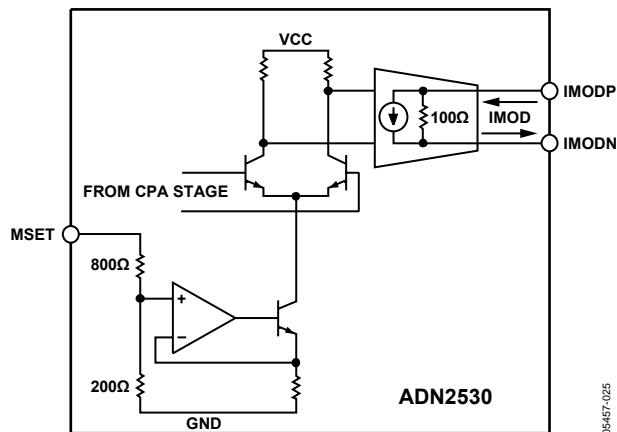 VCC
IMODP
100Ω
IMOD
IMODN
FROM CPA STAGE
MSET
800Ω
+
–
200Ω
ADN2530
GND
05457-025